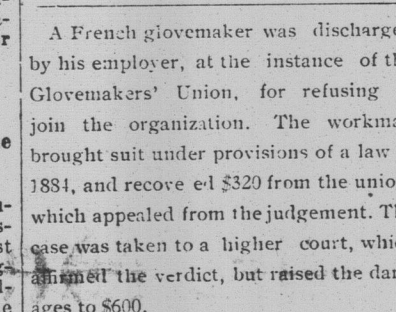 A French glovemaker was discharge
by his employer, at the instance of th
Glovemakers' Union, for refusing
join the organization. The workma
brought suit under provisions of a law
1884, and recove ed $320 from the unio
which appealed from the judgement. Th
case was taken to a higher court, whic
affirmed the verdict, but raised the dam
ages to $600.